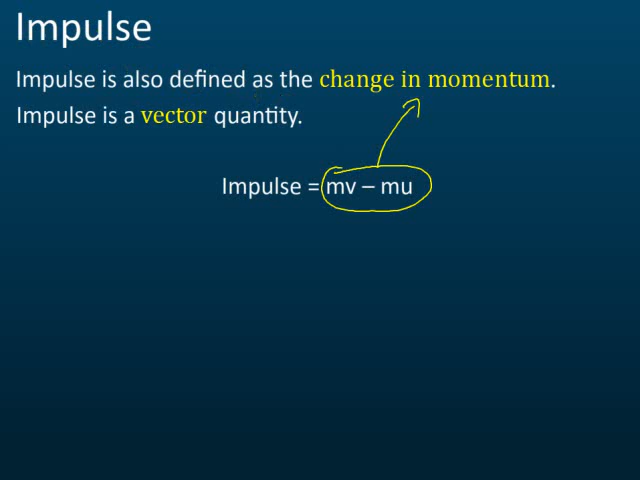 Impulse
Impulse is also defined as the change in momentum.
Impulse is a vector quantity.
Impulse = mv – mu